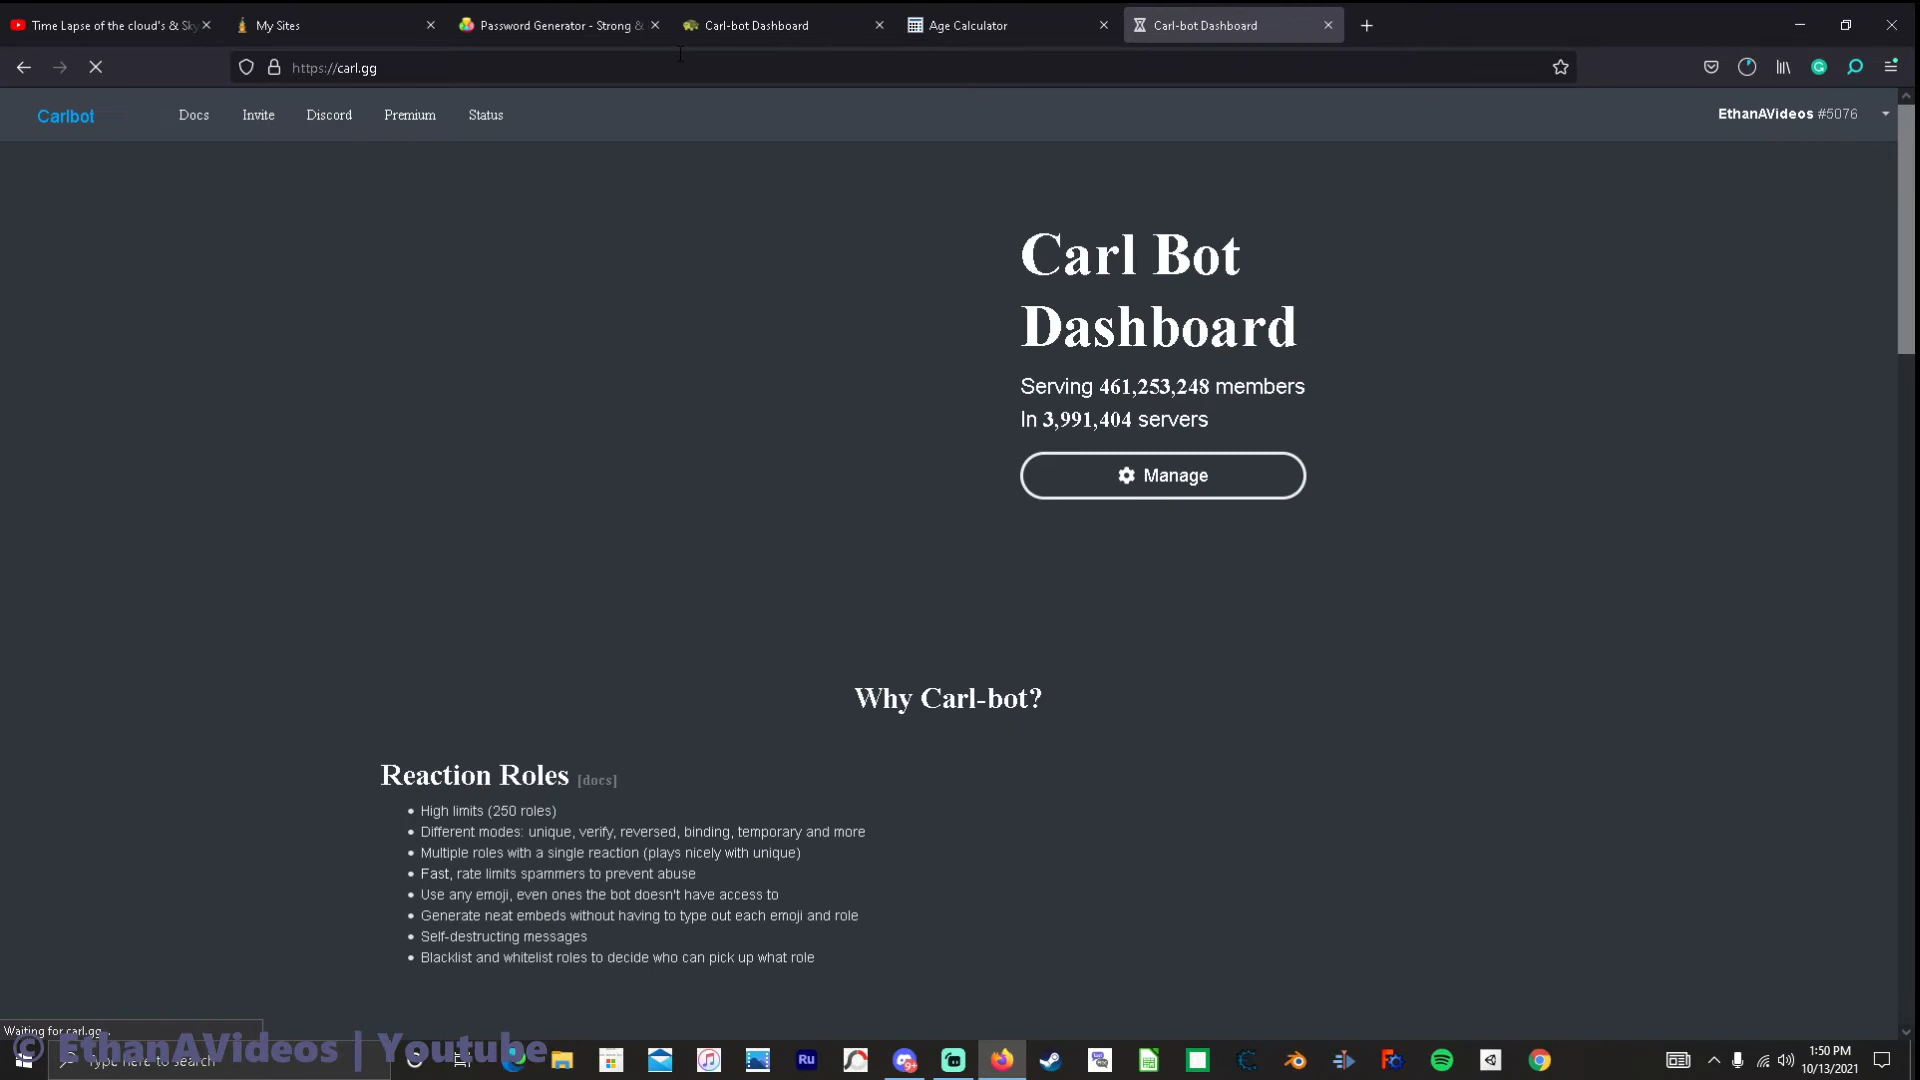 Time Lapse of the cloud's & Sky
My Sites
Password Generator - Strong &
Carl-bot Dashboard
Age Calculator
Carl-bot Dashboard
https://carl.gg
Carlbot
Docs
Invite
Discord
Premium
Status
EthanAVideos #5076
Carl Bot
Dashboard
Serving 461,253,248 members
In 3,991,404 servers
Manage
Why Carl-bot?
Reaction Roles [docs]
• High limits (250 roles)
• Different modes: unique, verify, reversed, binding, temporary and more
• Multiple roles with a single reaction (plays nicely with unique)
• Fast, rate limits spammers to prevent abuse
• Use any emoji, even ones the bot doesn't have access to
• Generate neat embeds without having to type out each emoji and role
• Self-destructing messages
• Blacklist and whitelist roles to decide who can pick up what role
Waiting for carl.gg...
© EthanAVideos | Youtube
Type here to search
Ru
1:50 PM
10/13/2021